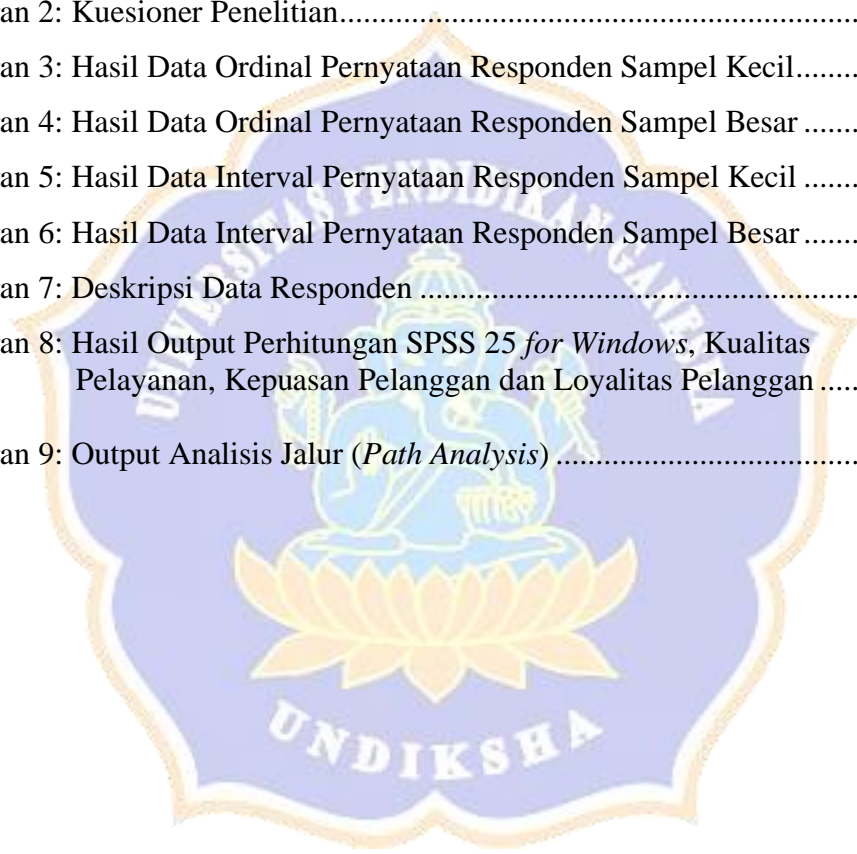 an 2: Kuesioner Penelitian........................................................................
an 3: Hasil Data Ordinal Pernyataan Responden Sampel Kecil........
an 4: Hasil Data Ordinal Pernyataan Responden Sampel Besar .......
an 5: Hasil Data Interval Pernyataan Responden Sampel Kecil .......
an 6: Hasil Data Interval Pernyataan Responden Sampel Besar .......
an 7: Deskripsi Data Responden .......................................................
an 8: Hasil Output Perhitungan SPSS 25 for Windows, Kualitas
Pelayanan, Kepuasan Pelanggan dan Loyalitas Pelanggan .....
an 9: Output Analisis Jalur (Path Analysis) ......................................
UNIVERSITAS PENDIDIKAN GANESHA
UNDIKSHA